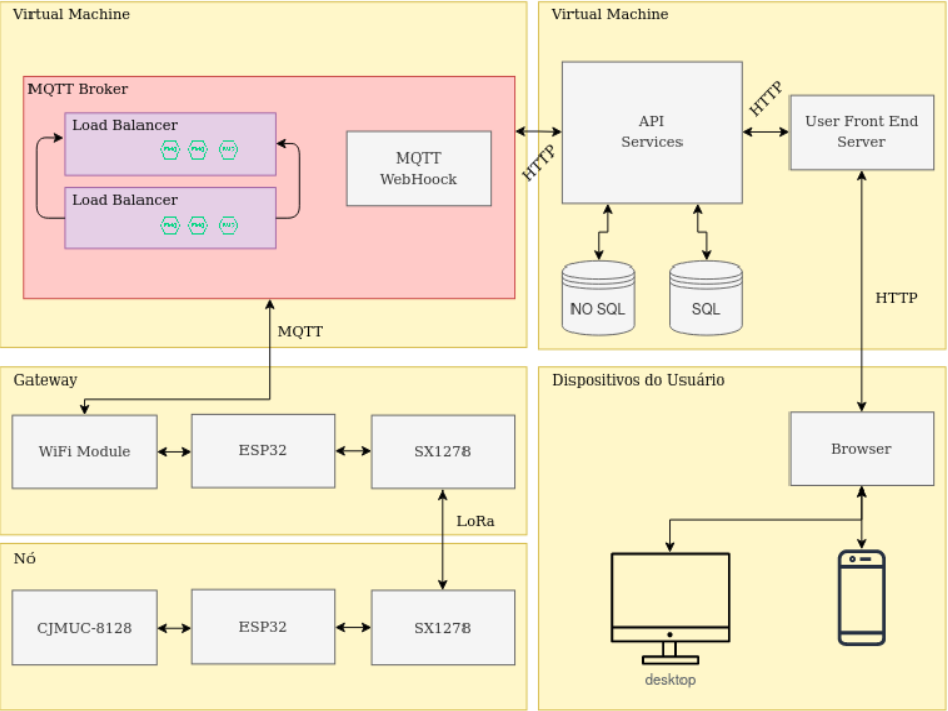 Virtual Machine
MQTT Broker
Load Balancer
Load Balancer
MQTT
WebHoock
HTTP
MQTT
Virtual Machine
API
Services
HTTP
User Front End
Server
NO SQL
SQL
HTTP
Gateway
WiFi Module
ESP32
SX1278
LoRa
Nó
CJMUC-8128
ESP32
SX1278
Dispositivos do Usuário
Browser
desktop